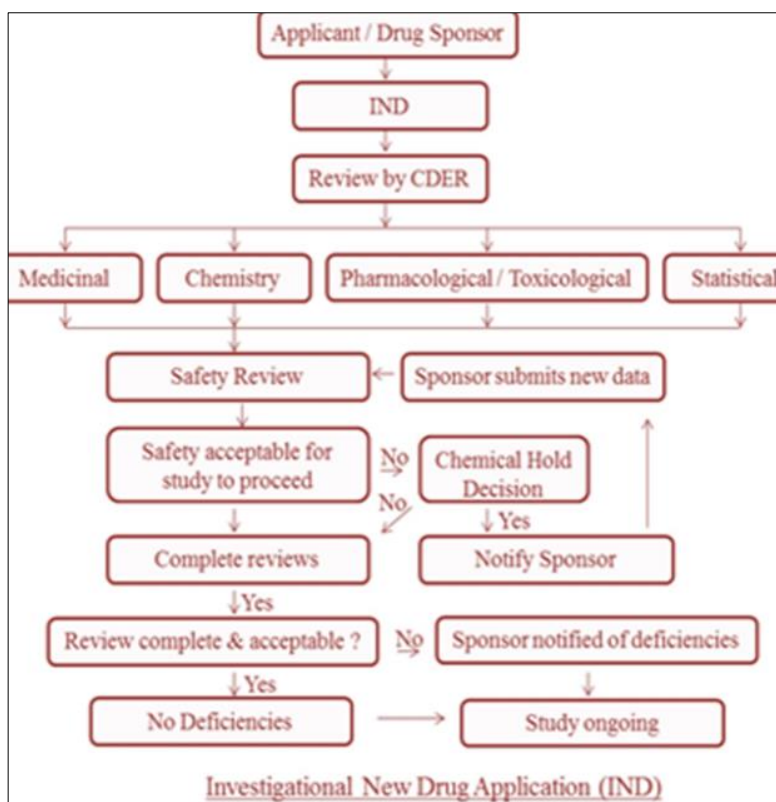 Applicant / Drug Sponsor
IND
Review by CDER
Medicinal
Chemistry
Pharmacological / Toxicological
Statistical
Safety Review
Sponsor submits new data
Safety acceptable for
study to proceed
No
Chemical Hold
Decision
No
Yes
Complete reviews
Notify Sponsor
Yes
Review complete & acceptable ?
No
Sponsor notified of deficiencies
Yes
No Deficiencies
Study ongoing
Investigational New Drug Application (IND)